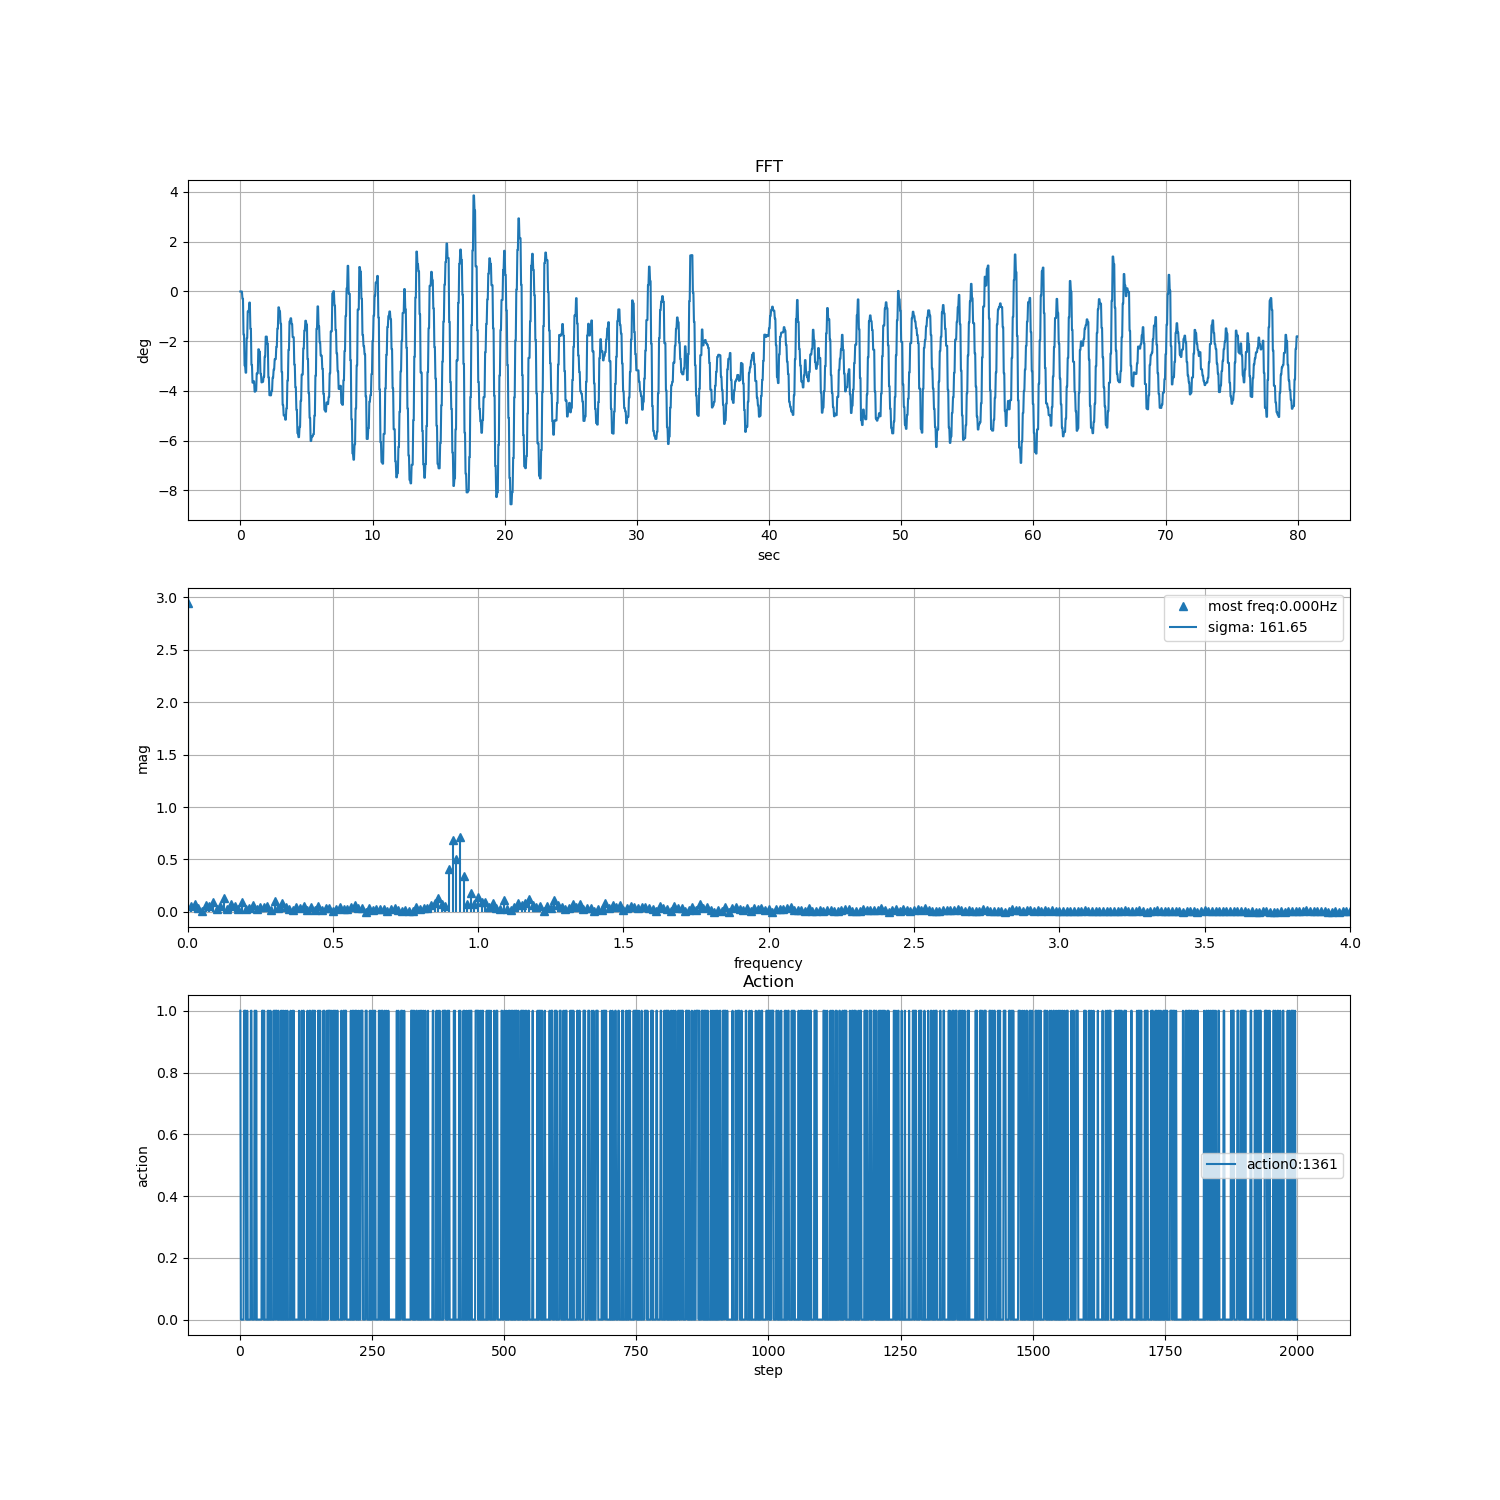 FFT
4
2
0
−2
−4
−6
−8
deg
0 10 20 30 40 50 60 70 80
sec
3.0
2.5
2.0
1.5
1.0
0.5
0.0
mag
most freq:0.000Hz
sigma: 161.65
0.0 0.5 1.0 1.5 2.0 2.5 3.0 3.5 4.0
frequency
Action
1.0
0.8
0.6
0.4
0.2
0.0
action
action0:1361
0 250 500 750 1000 1250 1500 1750 2000
step